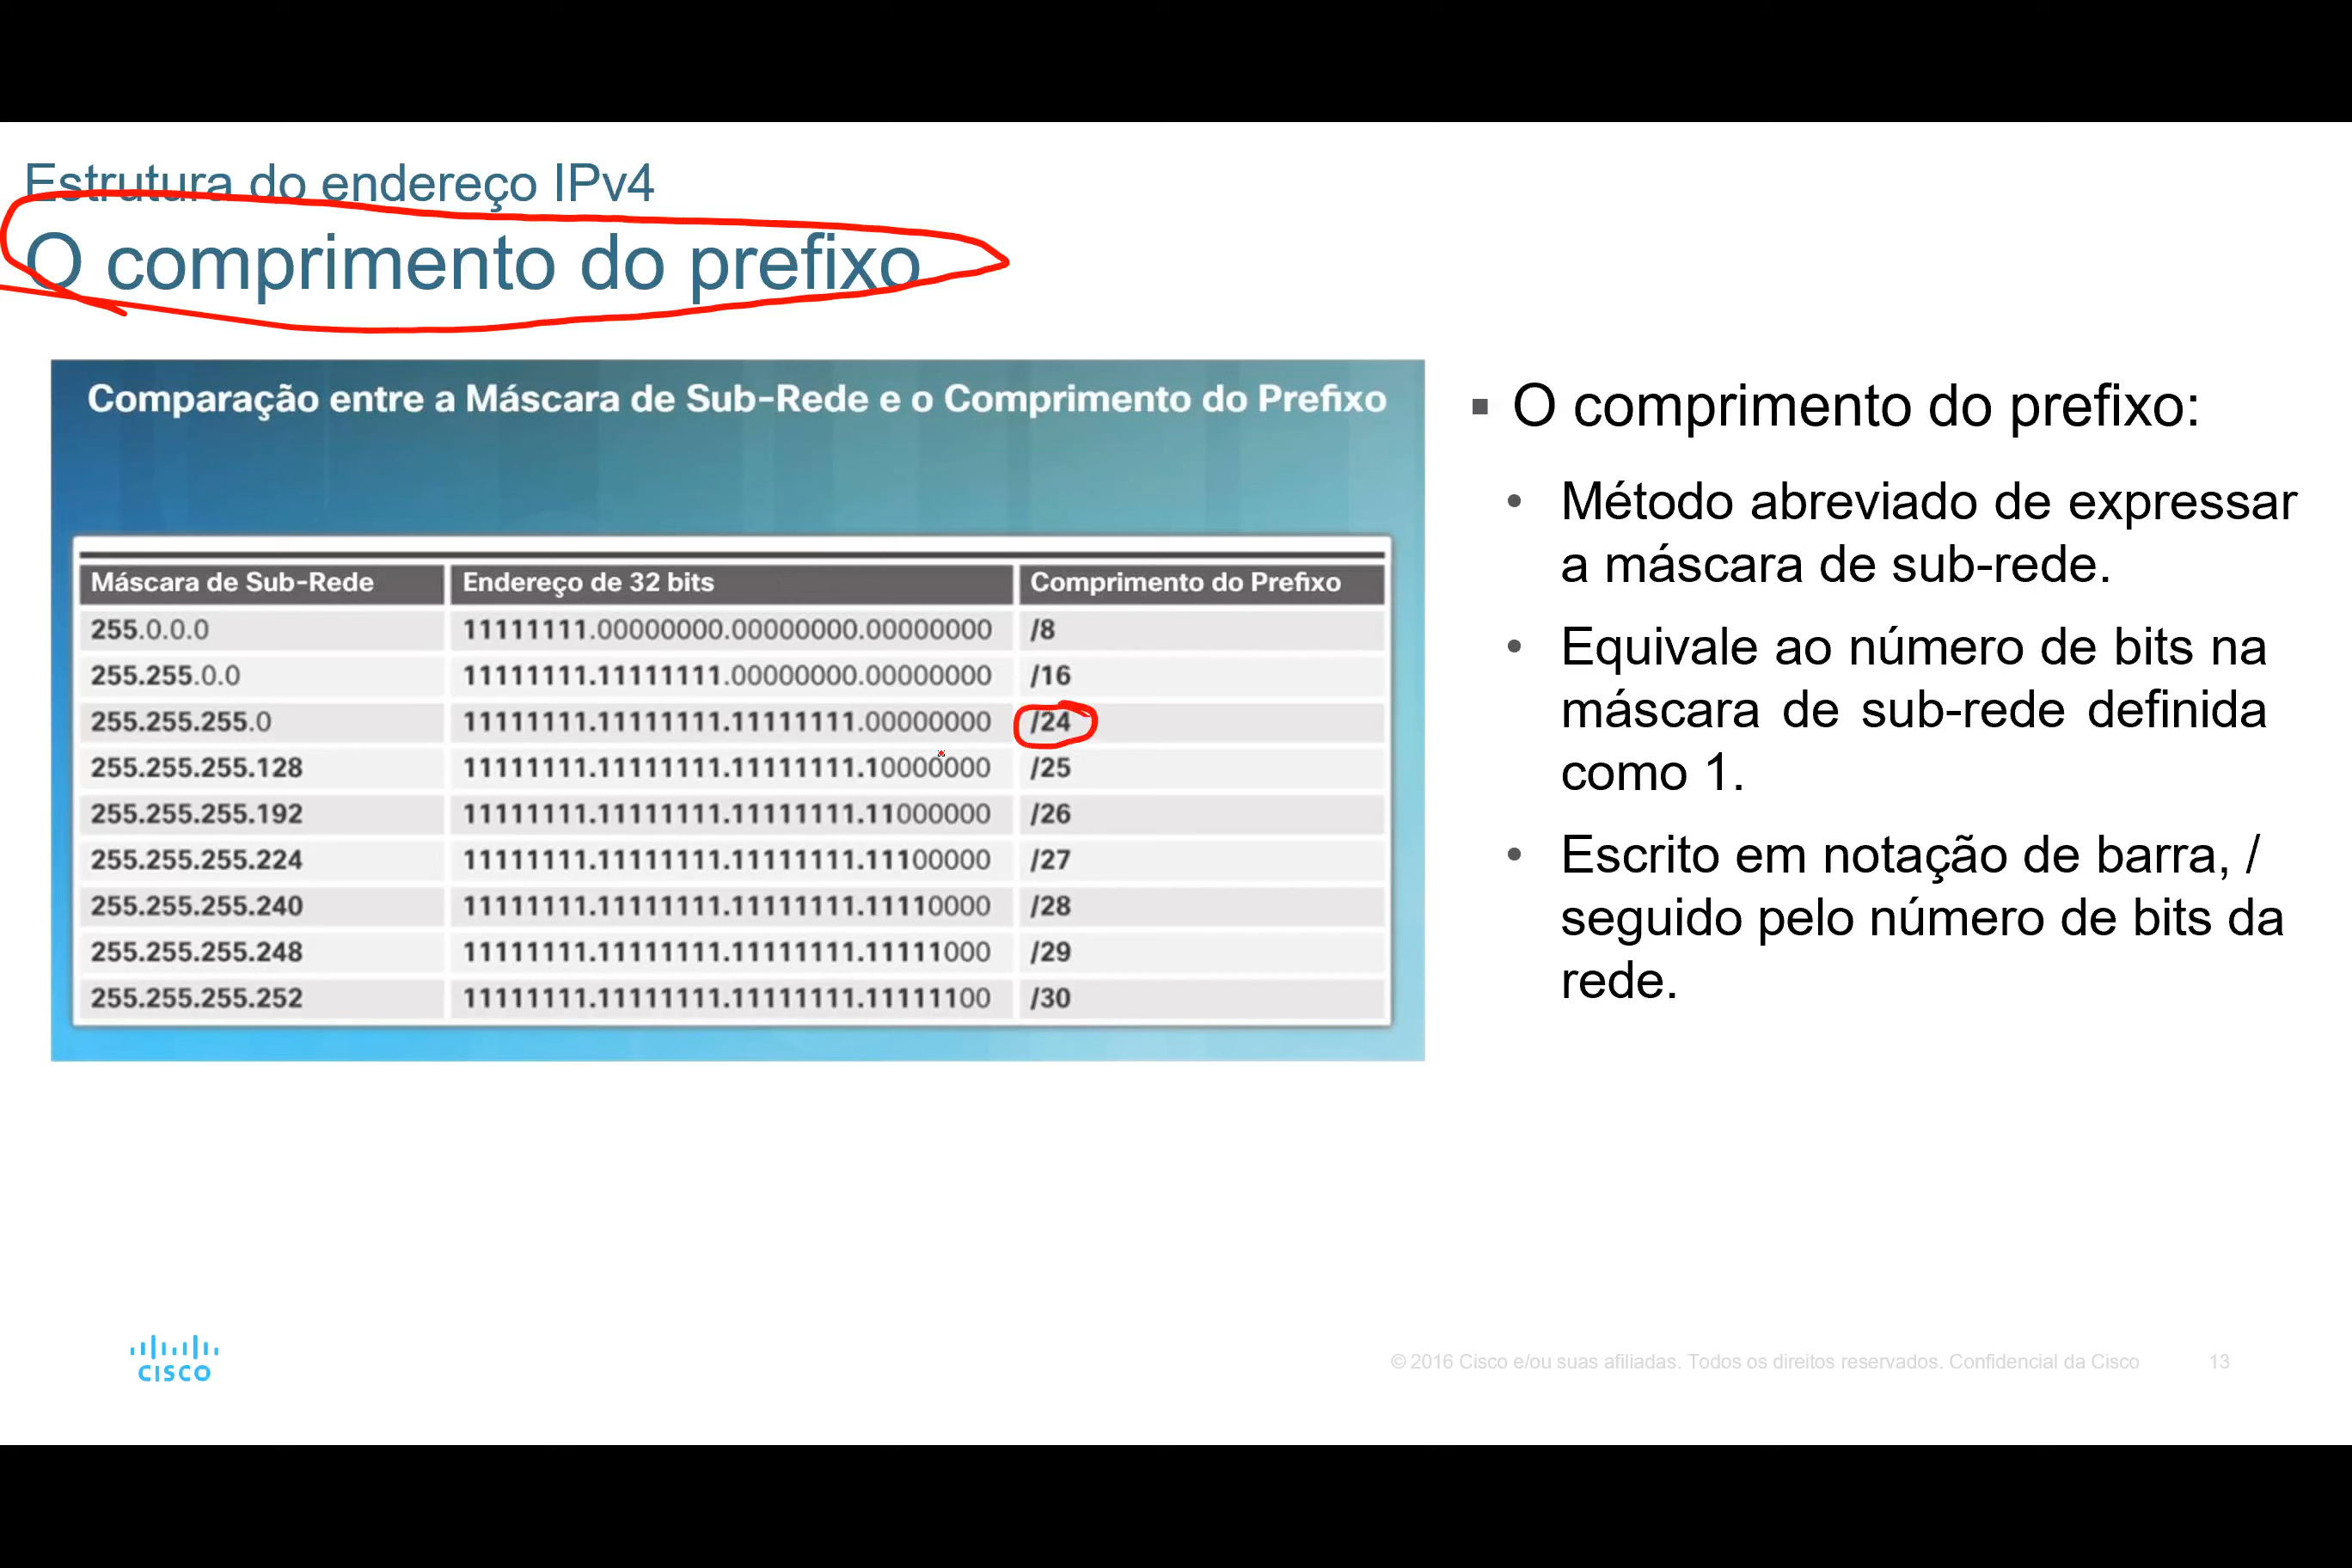 Estrutura do endereço IPv4
O comprimento do prefixo
Comparação entre a Máscara de Sub-Rede e o Comprimento do Prefixo
Máscara de Sub-Rede Endereço de 32 bits Comprimento do Prefixo
255.0.0.0 11111111.00000000.00000000.00000000 /8
255.255.0.0 11111111.11111111.00000000.00000000 /16
255.255.255.0 11111111.11111111.11111111.00000000 /24
255.255.255.128 11111111.11111111.11111111.10000000 /25
255.255.255.192 11111111.11111111.11111111.11000000 /26
255.255.255.224 11111111.11111111.11111111.11100000 /27
255.255.255.240 11111111.11111111.11111111.11110000 /28
255.255.255.248 11111111.11111111.11111111.11111000 /29
255.255.255.252 11111111.11111111.11111111.11111100 /30
▪ O comprimento do prefixo:
• Método abreviado de expressar
a máscara de sub-rede.
• Equivale ao número de bits na
máscara de sub-rede definida
como 1.
• Escrito em notação de barra, /
seguido pelo número de bits da
rede.
CISCO
© 2016 Cisco e/ou suas afiliadas. Todos os direitos reservados. Confidencial da Cisco 13